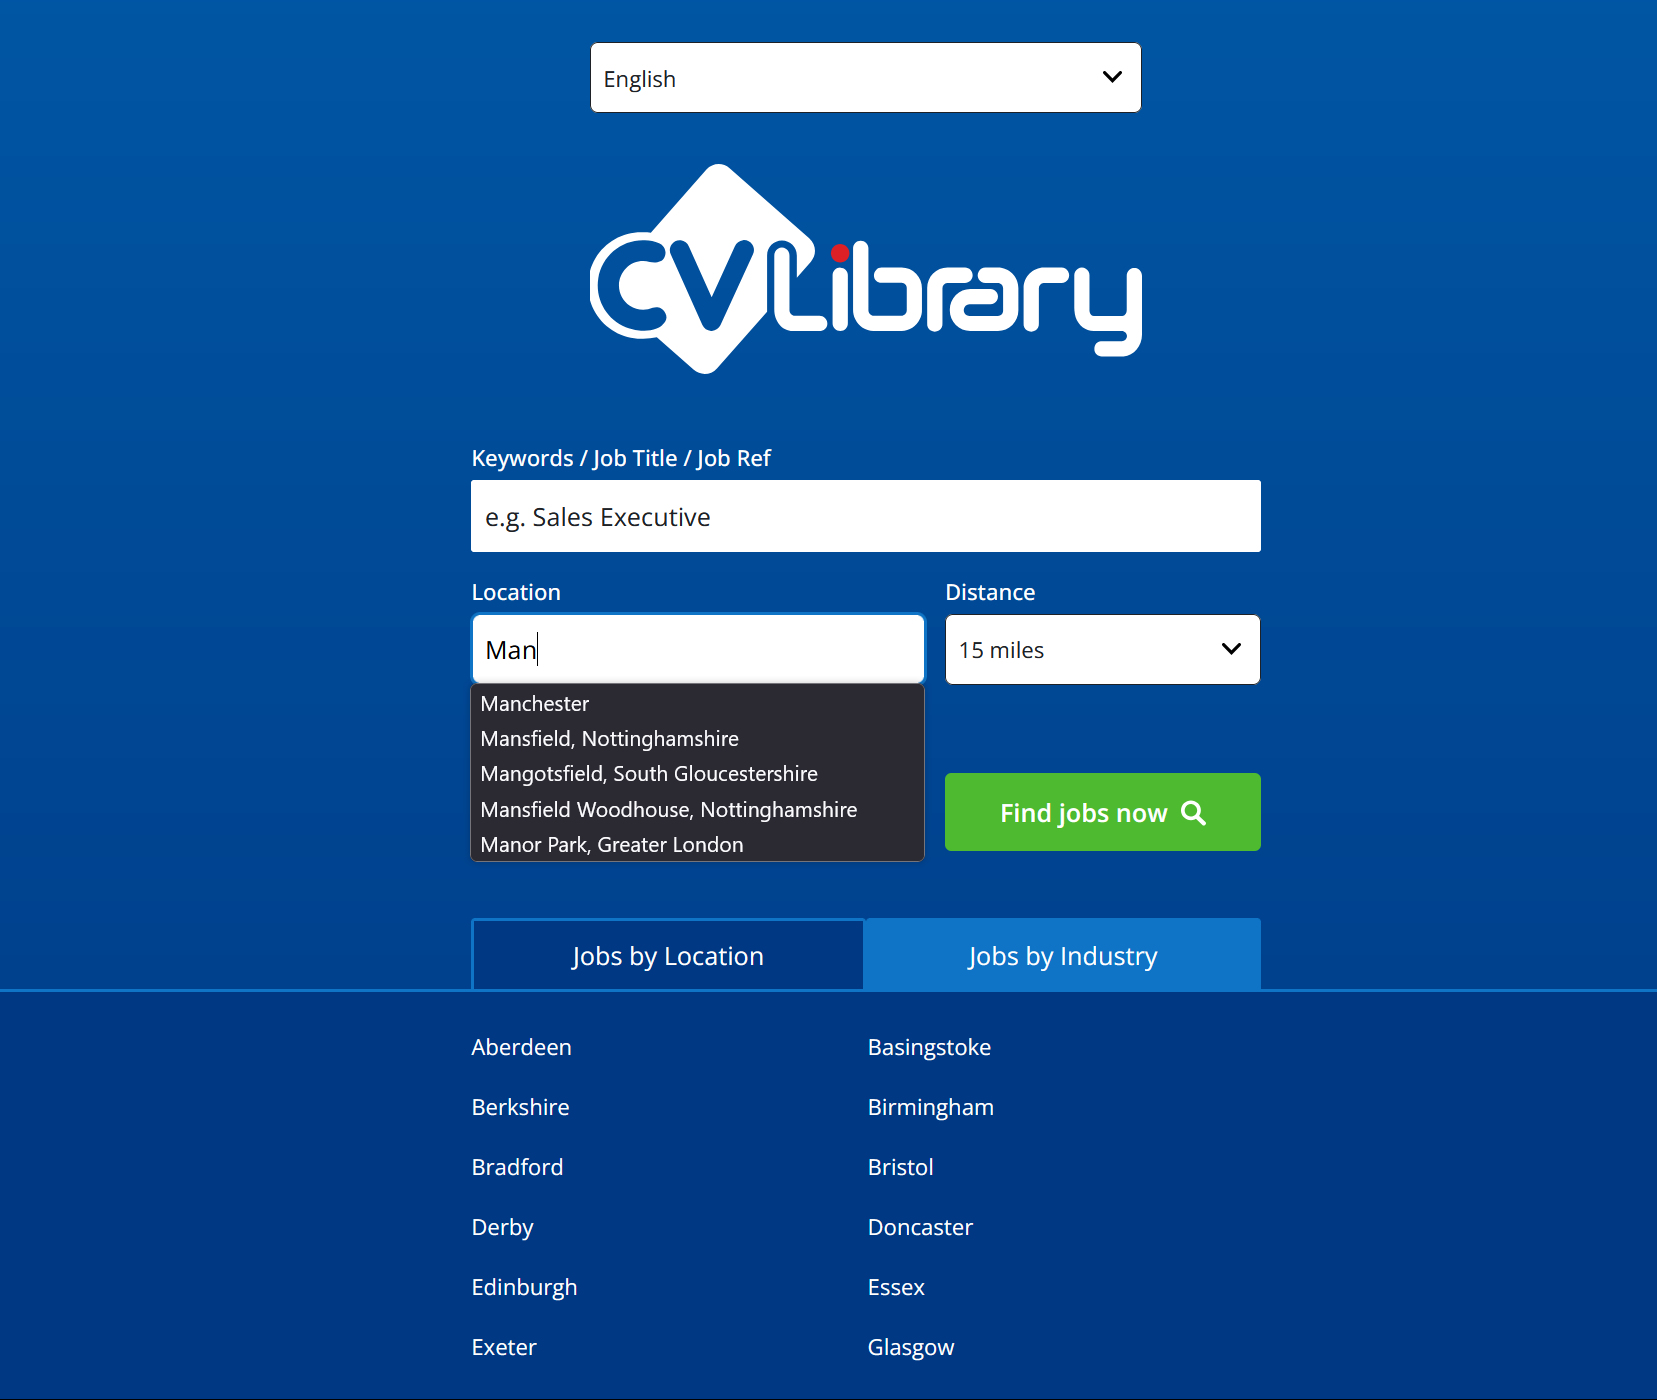 English
CVLibrary
Keywords / Job Title / Job Ref
e.g. Sales Executive
Location
Distance
Man
15 miles
Manchester
Mansfield, Nottinghamshire
Mangotsfield, South Gloucestershire
Mansfield Woodhouse, Nottinghamshire
Manor Park, Greater London
Find jobs now
Jobs by Location
Jobs by Industry
Aberdeen
Basingstoke
Berkshire
Birmingham
Bradford
Bristol
Derby
Doncaster
Edinburgh
Essex
Exeter
Glasgow